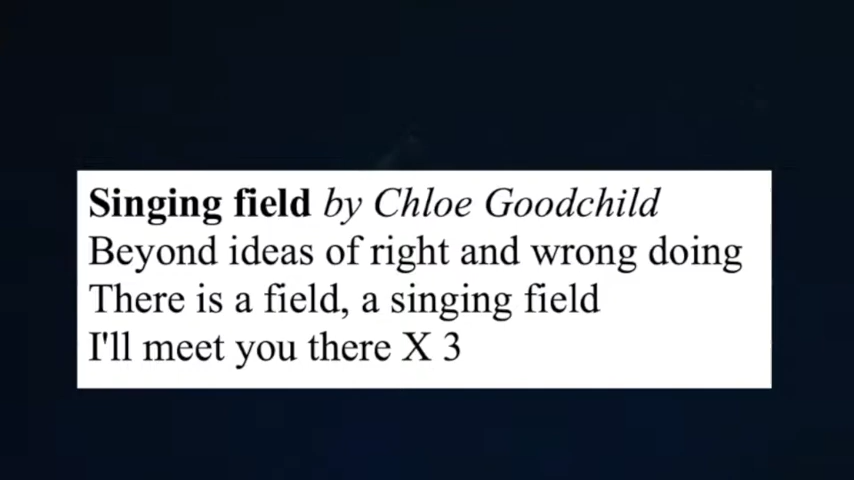 Singing field by Chloe Goodchild
Beyond ideas of right and wrong doing
There is a field, a singing field
I'll meet you there X 3